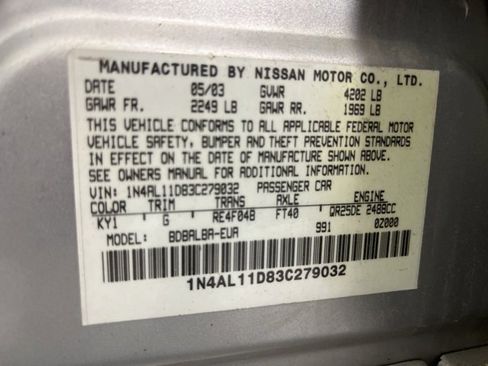 MANUFACTURED BY NISSAN MOTOR CO., LTD.
DATE 05/03 GVWR 4202 LB
GAWR FR. 2249 LB GAWR RR. 1969 LB
THIS VEHICLE CONFORMS TO ALL APPLICABLE FEDERAL MOTOR
VEHICLE SAFETY, BUMPER AND THEFT PREVENTION STANDARDS
IN EFFECT ON THE DATE OF MANUFACTURE SHOWN ABOVE.
SEE OWNERS MANUAL FOR ADDITIONAL INFORMATION.
VIN: 1N4AL11D83C279032 PASSENGER CAR
COLOR TRIM TRANS AXLE ENGINE
KY1 G RE4F04B FT40 QR25DE 2488CC
MODEL: BDBALBA-EUA 991 0Z000
1N4AL11D83C279032